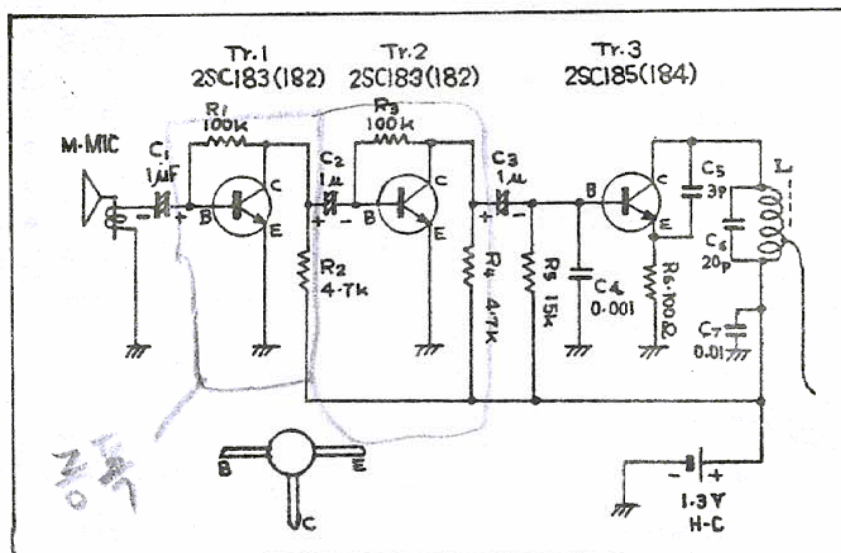 Tr.1
2SC183(182)
Tr.2
2SC183(182)
Tr.3
2SC185(184)
M-MIC
C1
1μF
-
+
R1
100k
B
C
E
R2
4.7k
C2
1μ
+
-
R3
100k
B
C
E
R4 4.7k
C3
1μ
+
-
R5 15k
C4
0.001
B
C
E
R6 100Ω
C5
3p
C6
20p
L
C7
0.01
B
E
C
-
+
1.3V
H-C
증폭